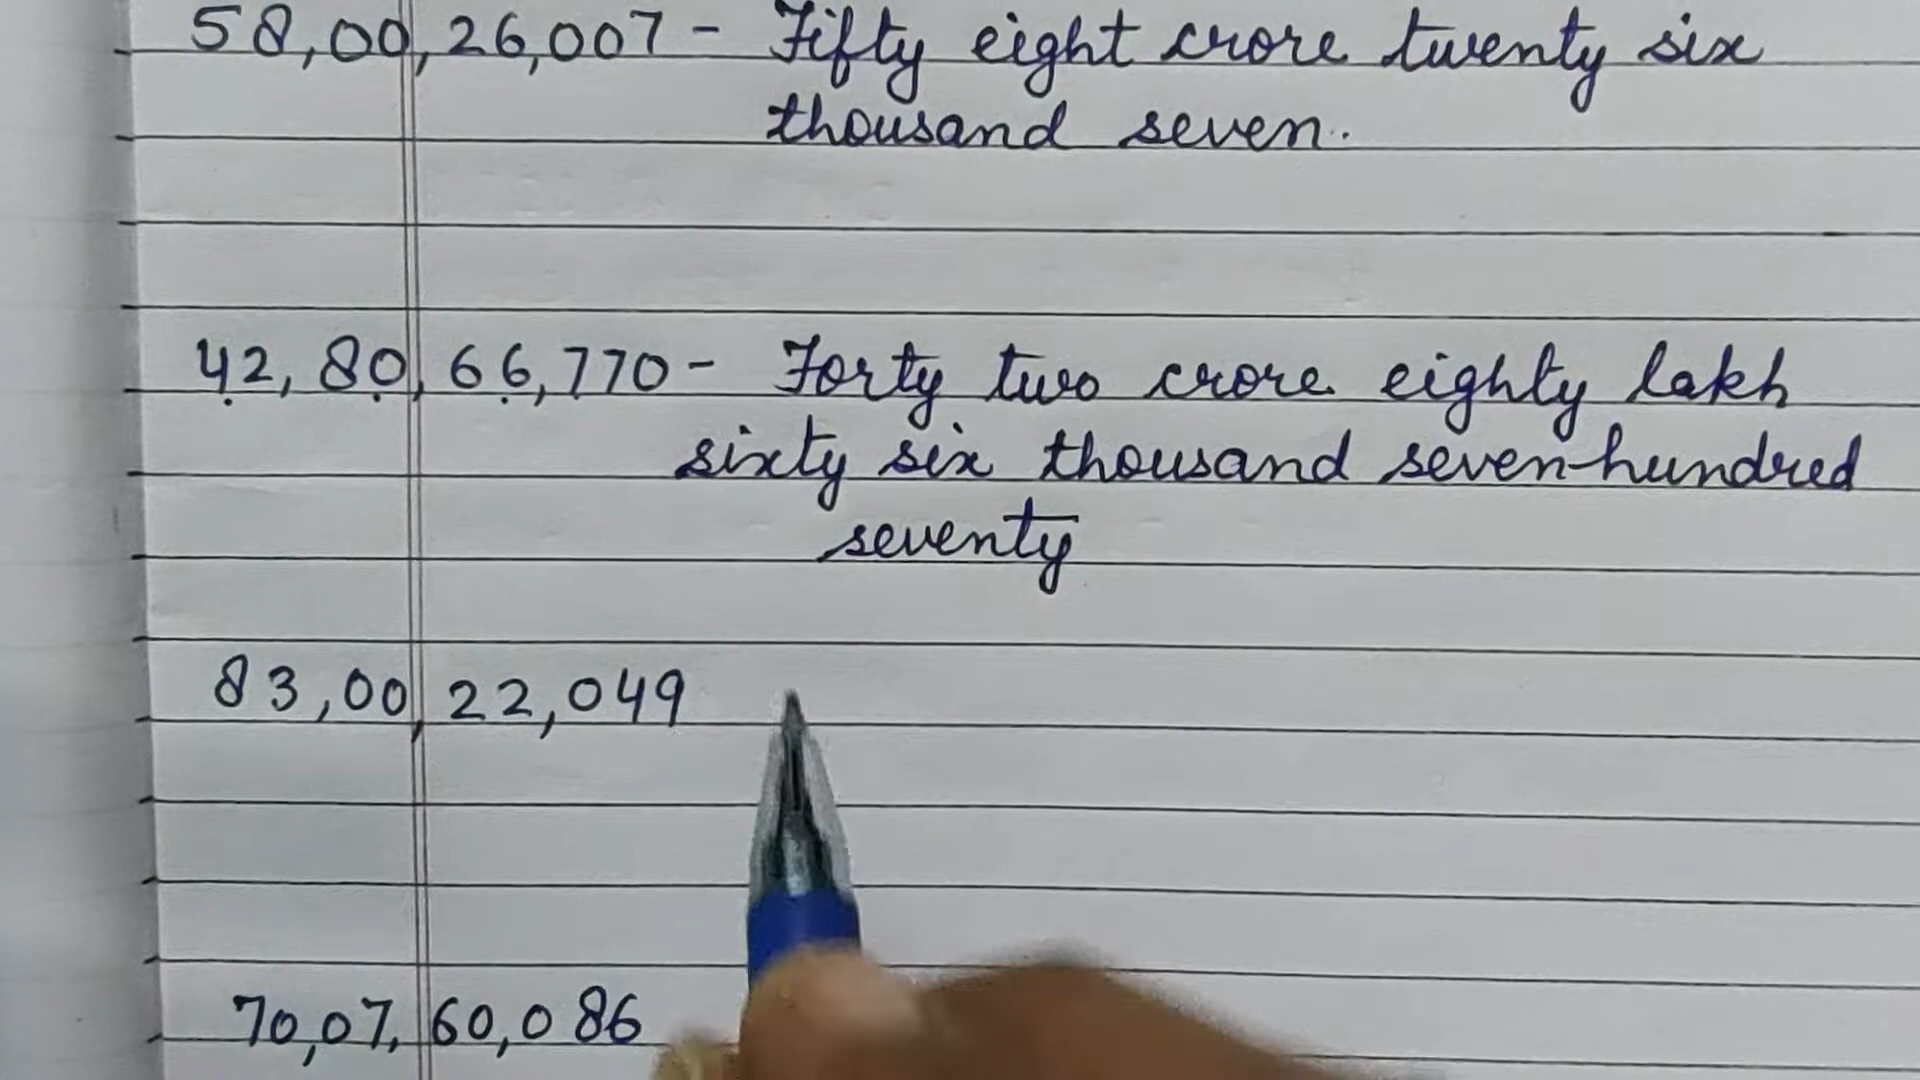 58,00,26,007 - Fifty eight crore twenty six
thousand seven.
42,80,66,770 - Forty two crore eighty lakh
sixty six thousand seven hundred
seventy
83,00,22,049
70,07,60,086